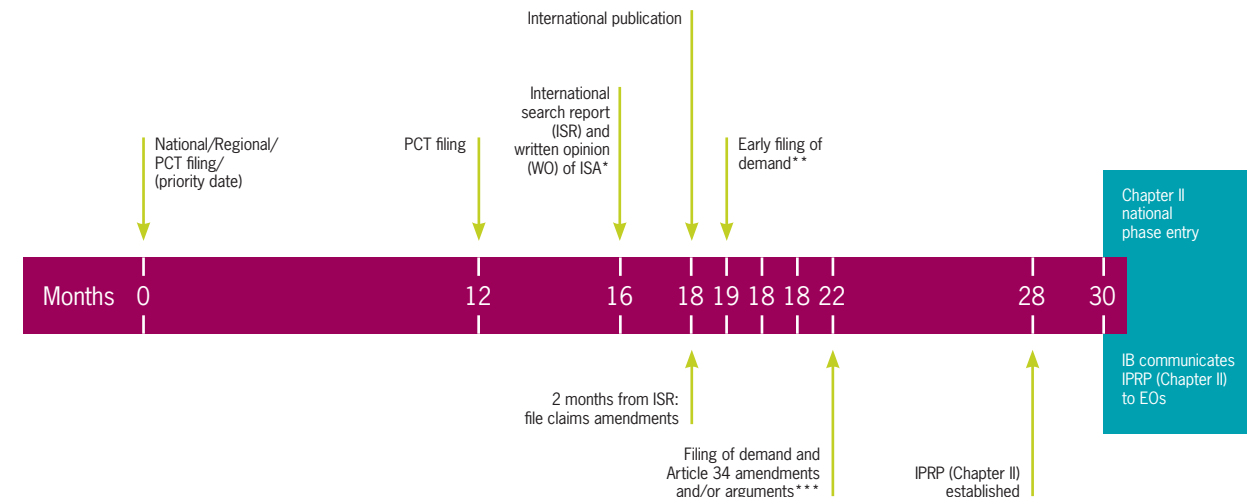 International publication
International
search report
(ISR) and
written opinion
(WO) of ISA*
National/Regional/
PCT filing/
(priority date)
PCT filing
Early filing of
demand**
Chapter II
national
phase entry
Months 0 12 16 18 19 18 18 22 28 30
IB communicates
IPRP (Chapter II)
to EOs
2 months from ISR:
file claims amendments
Filing of demand and
Article 34 amendments
and/or arguments***
IPRP (Chapter II)
established